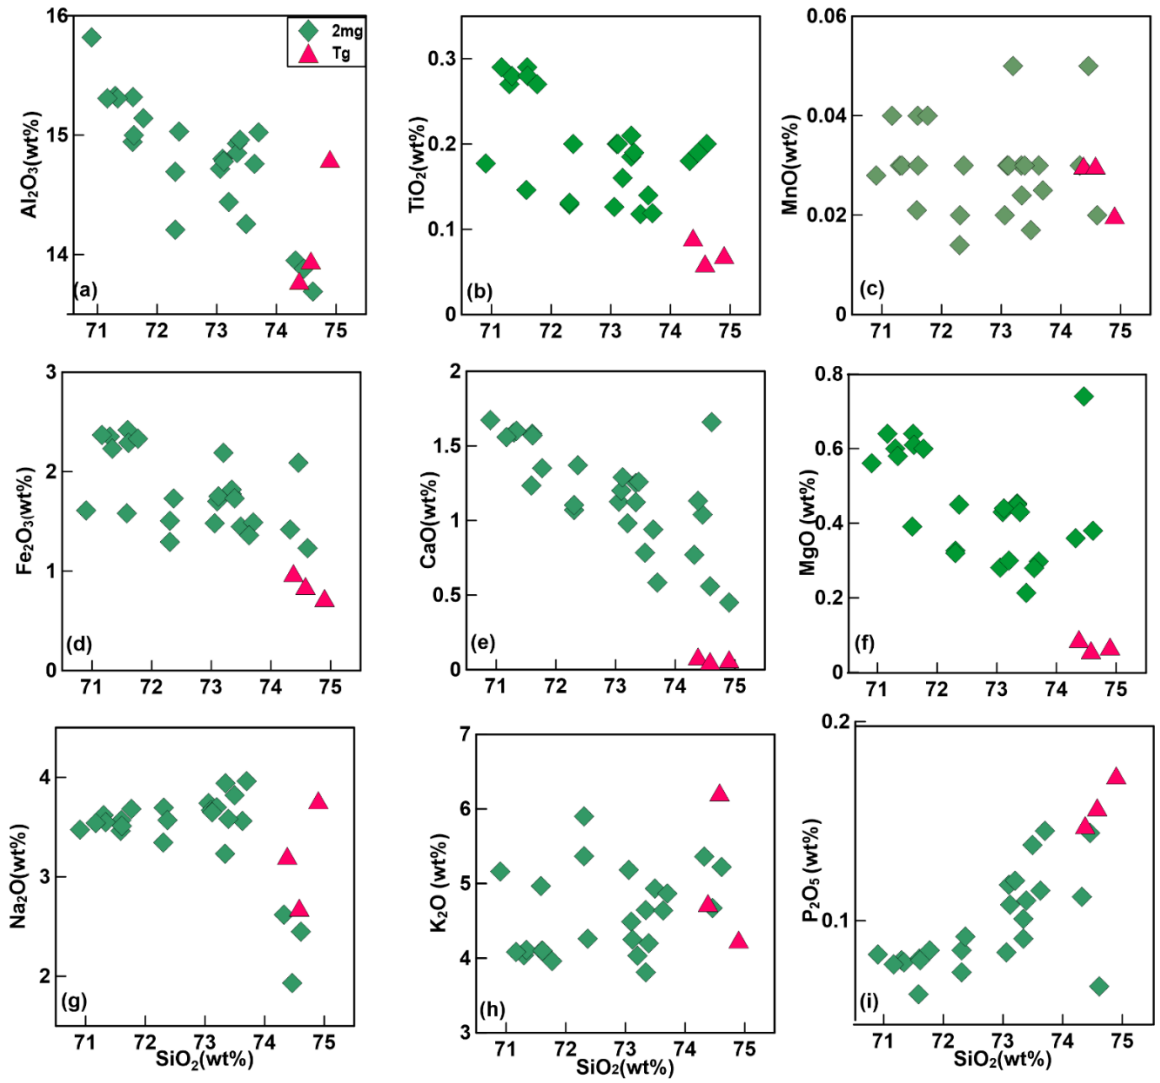 16
15
14
Al2O3(wt%)
2mg
Tg
(a)
71 72 73 74 75
0.3
0.2
0.1
0
TiO2(wt%)
(b)
71 72 73 74 75
0.06
0.04
0.02
0
MnO(wt%)
(c)
71 72 73 74 75
3
2
1
0
Fe2O3(wt%)
(d)
71 72 73 74 75
2
1.5
1
0.5
0
CaO(wt%)
(e)
71 72 73 74 75
0.8
0.6
0.4
0.2
0
MgO (wt%)
(f)
71 72 73 74 75
4
3
2
Na2O(wt%)
(g)
71 72 73 74 75
SiO2(wt%)
7
6
5
4
3
K2O (wt%)
(h)
71 72 73 74 75
SiO2(wt%)
0.2
0.1
P2O5 (wt%)
(i)
71 72 73 74 75
SiO2(wt%)